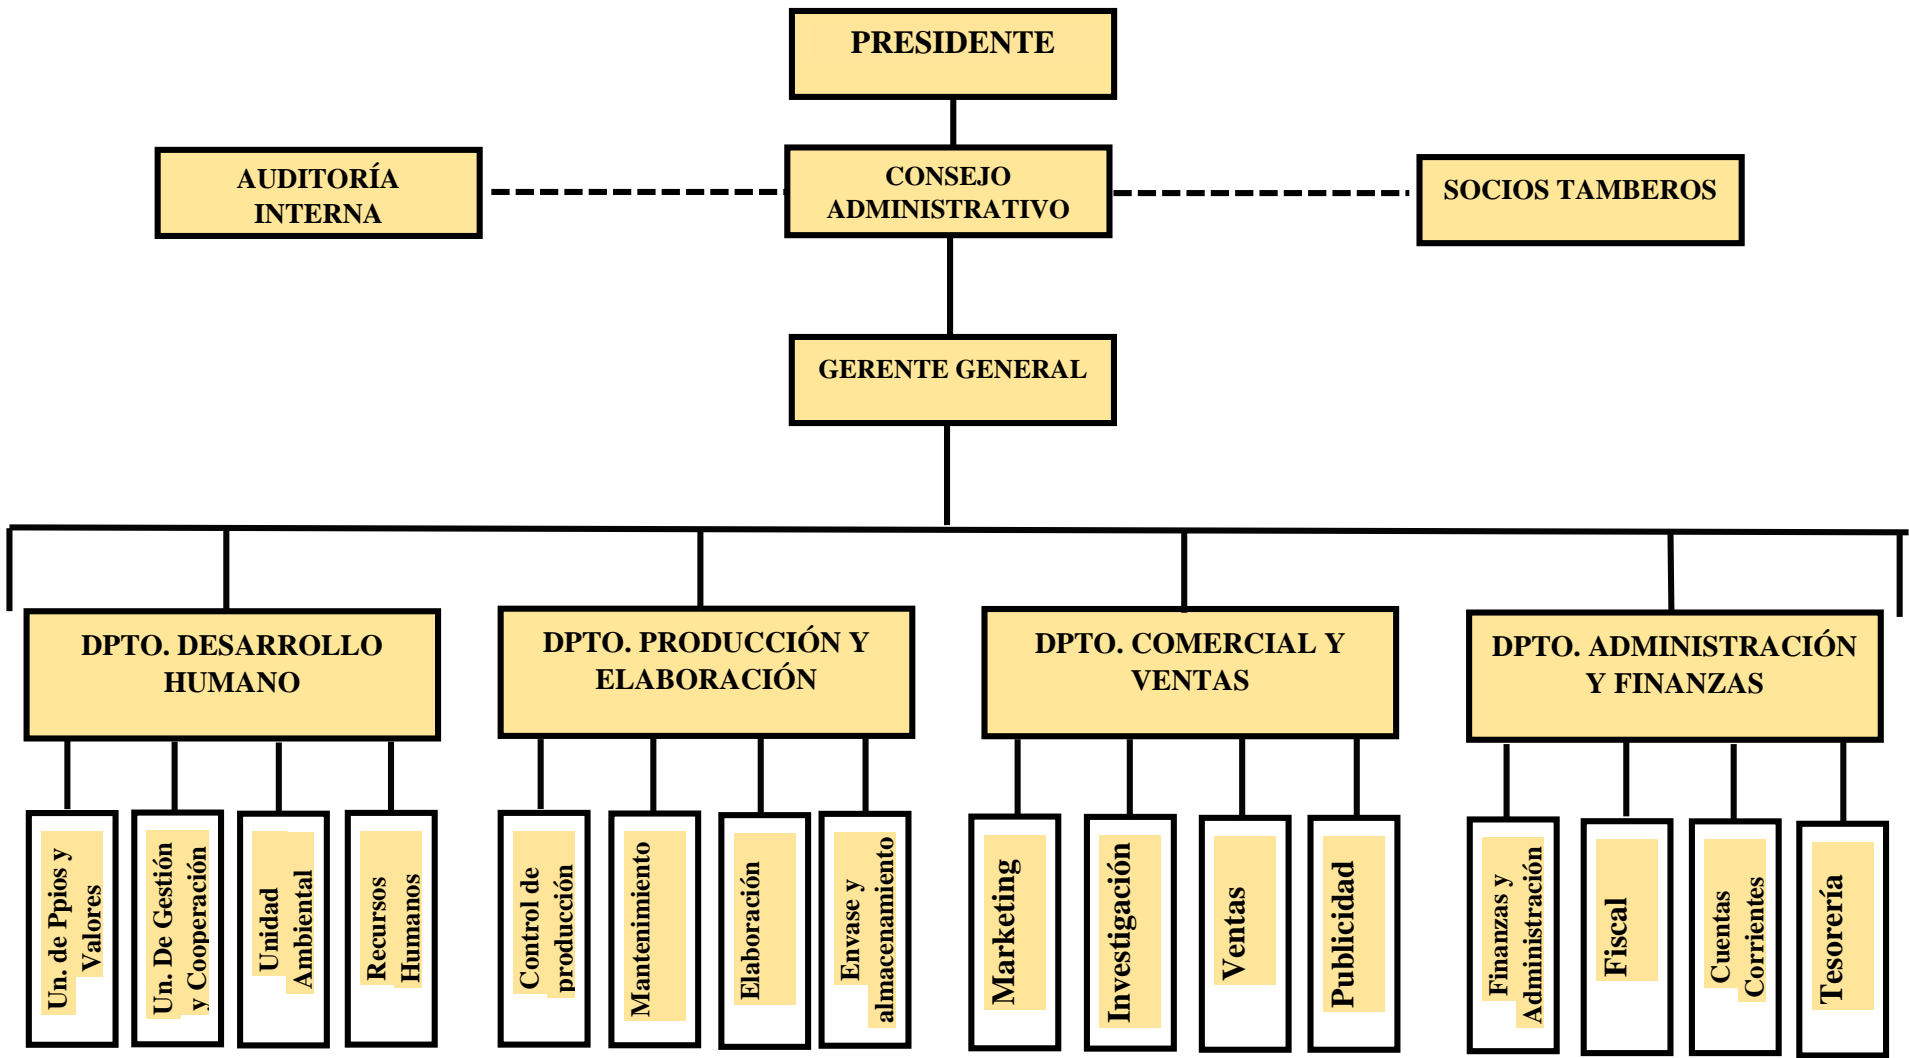 PRESIDENTE
AUDITORÍA
INTERNA
CONSEJO
ADMINISTRATIVO
SOCIOS TAMBEROS
GERENTE GENERAL
DPTO. DESARROLLO
HUMANO
DPTO. PRODUCCIÓN Y
ELABORACIÓN
DPTO. COMERCIAL Y
VENTAS
DPTO. ADMINISTRACIÓN
Y FINANZAS
Un. de Ppios y
Valores
Un. De Gestión
y Cooperación
Unidad
Ambiental
Recursos
Humanos
Control de
producción
Mantenimiento
Elaboración
Envase y
almacenamiento
Marketing
Investigación
Ventas
Publicidad
Finanzas y
Administración
Fiscal
Cuentas
Corrientes
Tesorería